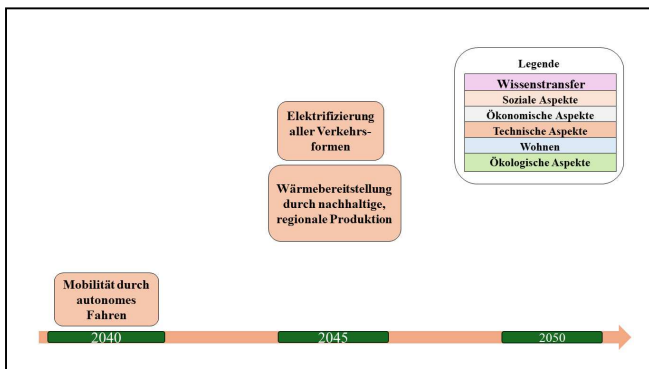 Legende
Wissenstransfer
Soziale Aspekte
Ökonomische Aspekte
Technische Aspekte
Wohnen
Ökologische Aspekte
Elektrifizierung
aller Verkehrs-
formen
Wärmebereitstellung
durch nachhaltige,
regionale Produktion
Mobilität durch
autonomes
Fahren
2040
2045
2050